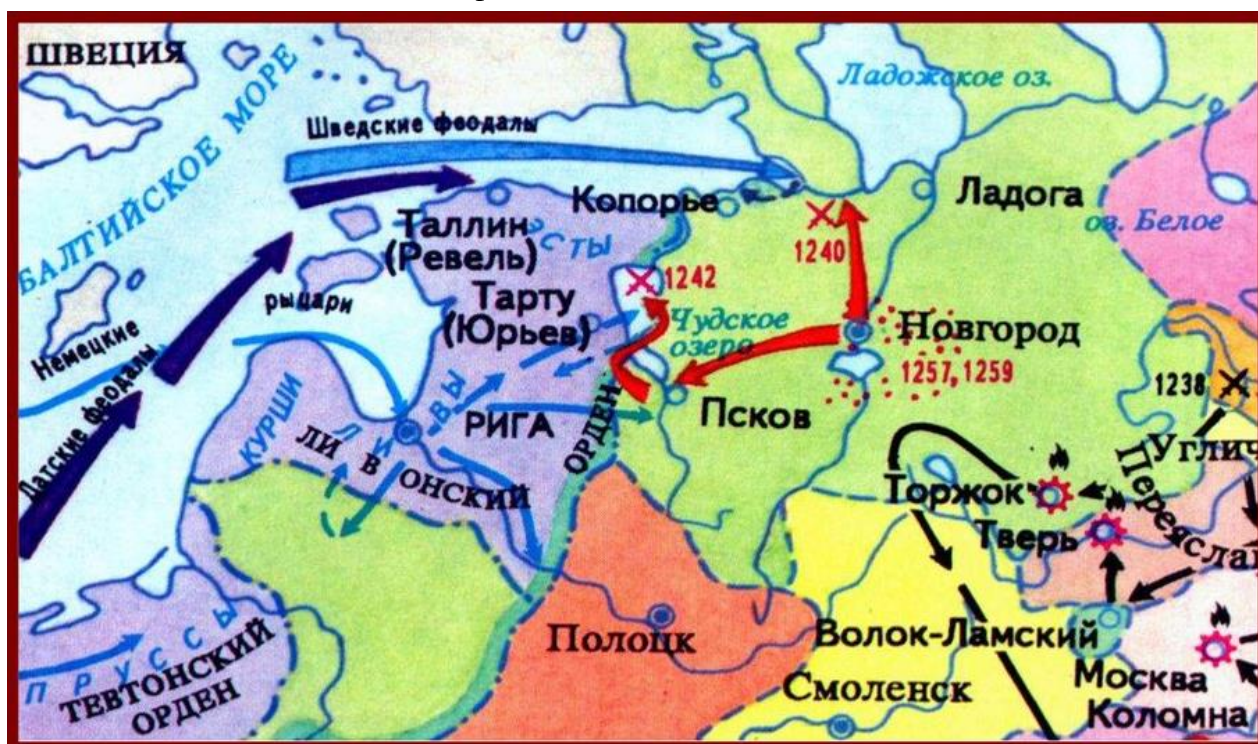 ШВЕЦИЯ
БАЛТИЙСКОЕ МОРЕ
Ладожское оз.
Шведские феодалы
Копорье
Ладога
оз. Белое
Таллин
(Ревель)
ЭСТЫ
1240
1242
рыцари
Немецкие
Тарту
(Юрьев)
Чудское
озеро
Новгород
1257, 1259
1238
Датские феодалы
КУРШИ
ЛИВЫ
РИГА
ОРДЕН
Псков
Углич
ЛИВОНСКИЙ
Торжок
Переяслав
Тверь
ПРУССЫ
ТЕВТОНСКИЙ
ОРДЕН
Полоцк
Волок-Ламский
Смоленск
Москва
Коломна